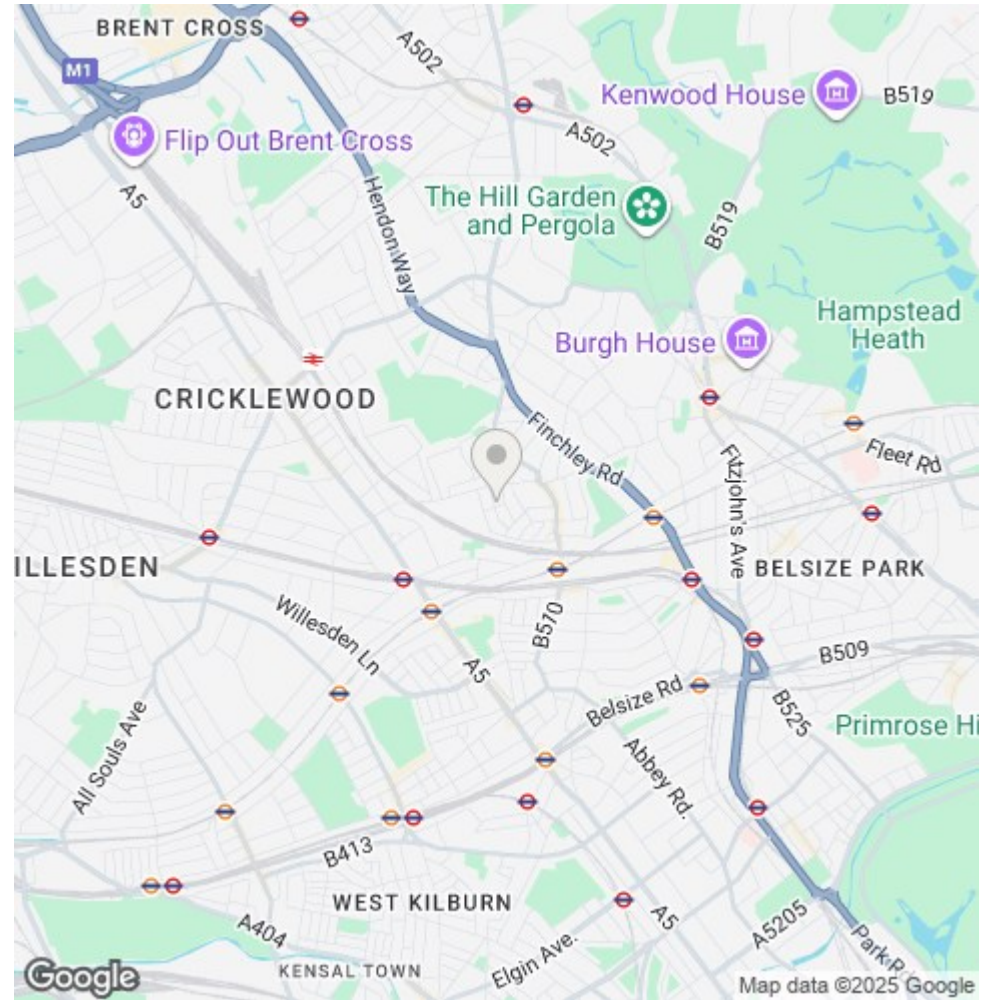 BRENT CROSS
A502
M1
Kenwood House
B519
Flip Out Brent Cross
A502
A5
Hendon Way
The Hill Garden
and Pergola
B519
Hampstead
Heath
Burgh House
CRICKLEWOOD
Finchley Rd
Fitzjohn's Ave
Fleet Rd
ILLESDEN
BELSIZE PARK
Willesden Ln
B570
A5
B509
Belsize Rd
B525
Primrose Hi
All Souls Ave
Abbey Rd.
B413
WEST KILBURN
A404
A5
A5205
Elgin Ave.
Park R
KENSAL TOWN
Google
Map data ©2025 Google